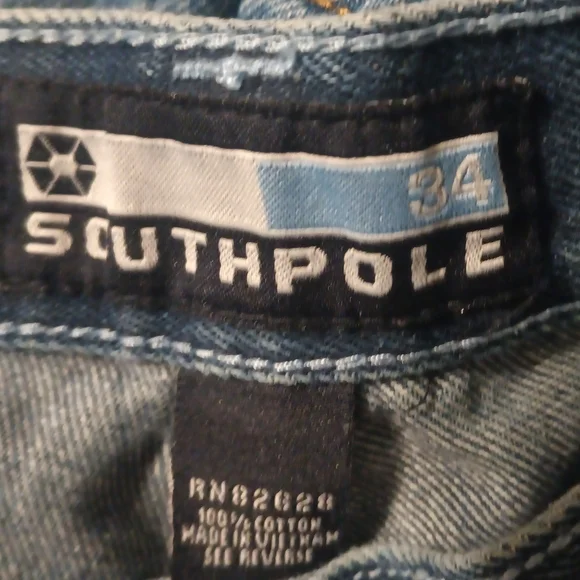 34
SOUTHPOLE
RN82628
100% COTTON
MADE IN VIETNAM
SEE REVERSE